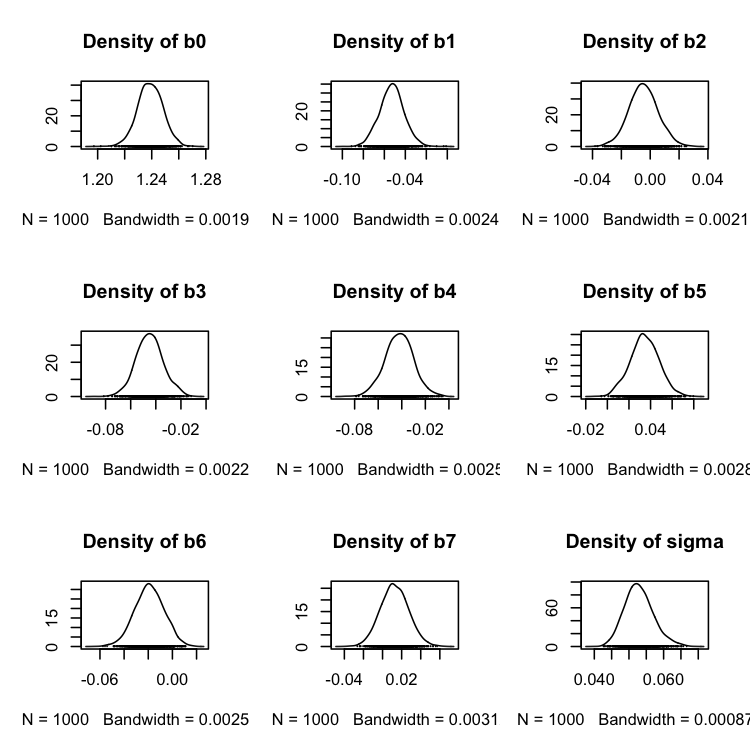 Density of b0 Density of b1 Density of b2
20 20 20
0 0 0
1.20 1.24 1.28 -0.10 -0.04 -0.04 0.00 0.04
N = 1000 Bandwidth = 0.0019 N = 1000 Bandwidth = 0.0024 N = 1000 Bandwidth = 0.0021
Density of b3 Density of b4 Density of b5
20 15 15
0 0 0
-0.08 -0.02 -0.08 -0.02 -0.02 0.04
N = 1000 Bandwidth = 0.0022 N = 1000 Bandwidth = 0.0025 N = 1000 Bandwidth = 0.0028
Density of b6 Density of b7 Density of sigma
15 15 60
0 0 0
-0.06 0.00 -0.04 0.02 0.040 0.060
N = 1000 Bandwidth = 0.0025 N = 1000 Bandwidth = 0.0031 N = 1000 Bandwidth = 0.00087